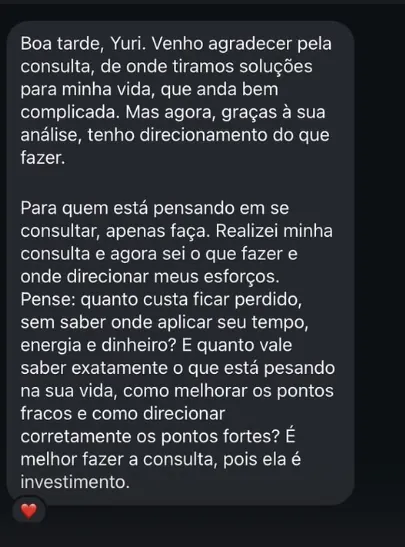 Boa tarde, Yuri. Venho agradecer pela
consulta, de onde tiramos soluções
para minha vida, que anda bem
complicada. Mas agora, graças à sua
análise, tenho direcionamento do que
fazer.
Para quem está pensando em se
consultar, apenas faça. Realizei minha
consulta e agora sei o que fazer e
onde direcionar meus esforços.
Pense: quanto custa ficar perdido,
sem saber onde aplicar seu tempo,
energia e dinheiro? E quanto vale
saber exatamente o que está pesando
na sua vida, como melhorar os pontos
fracos e como direcionar
corretamente os pontos fortes? É
melhor fazer a consulta, pois ela é
investimento.